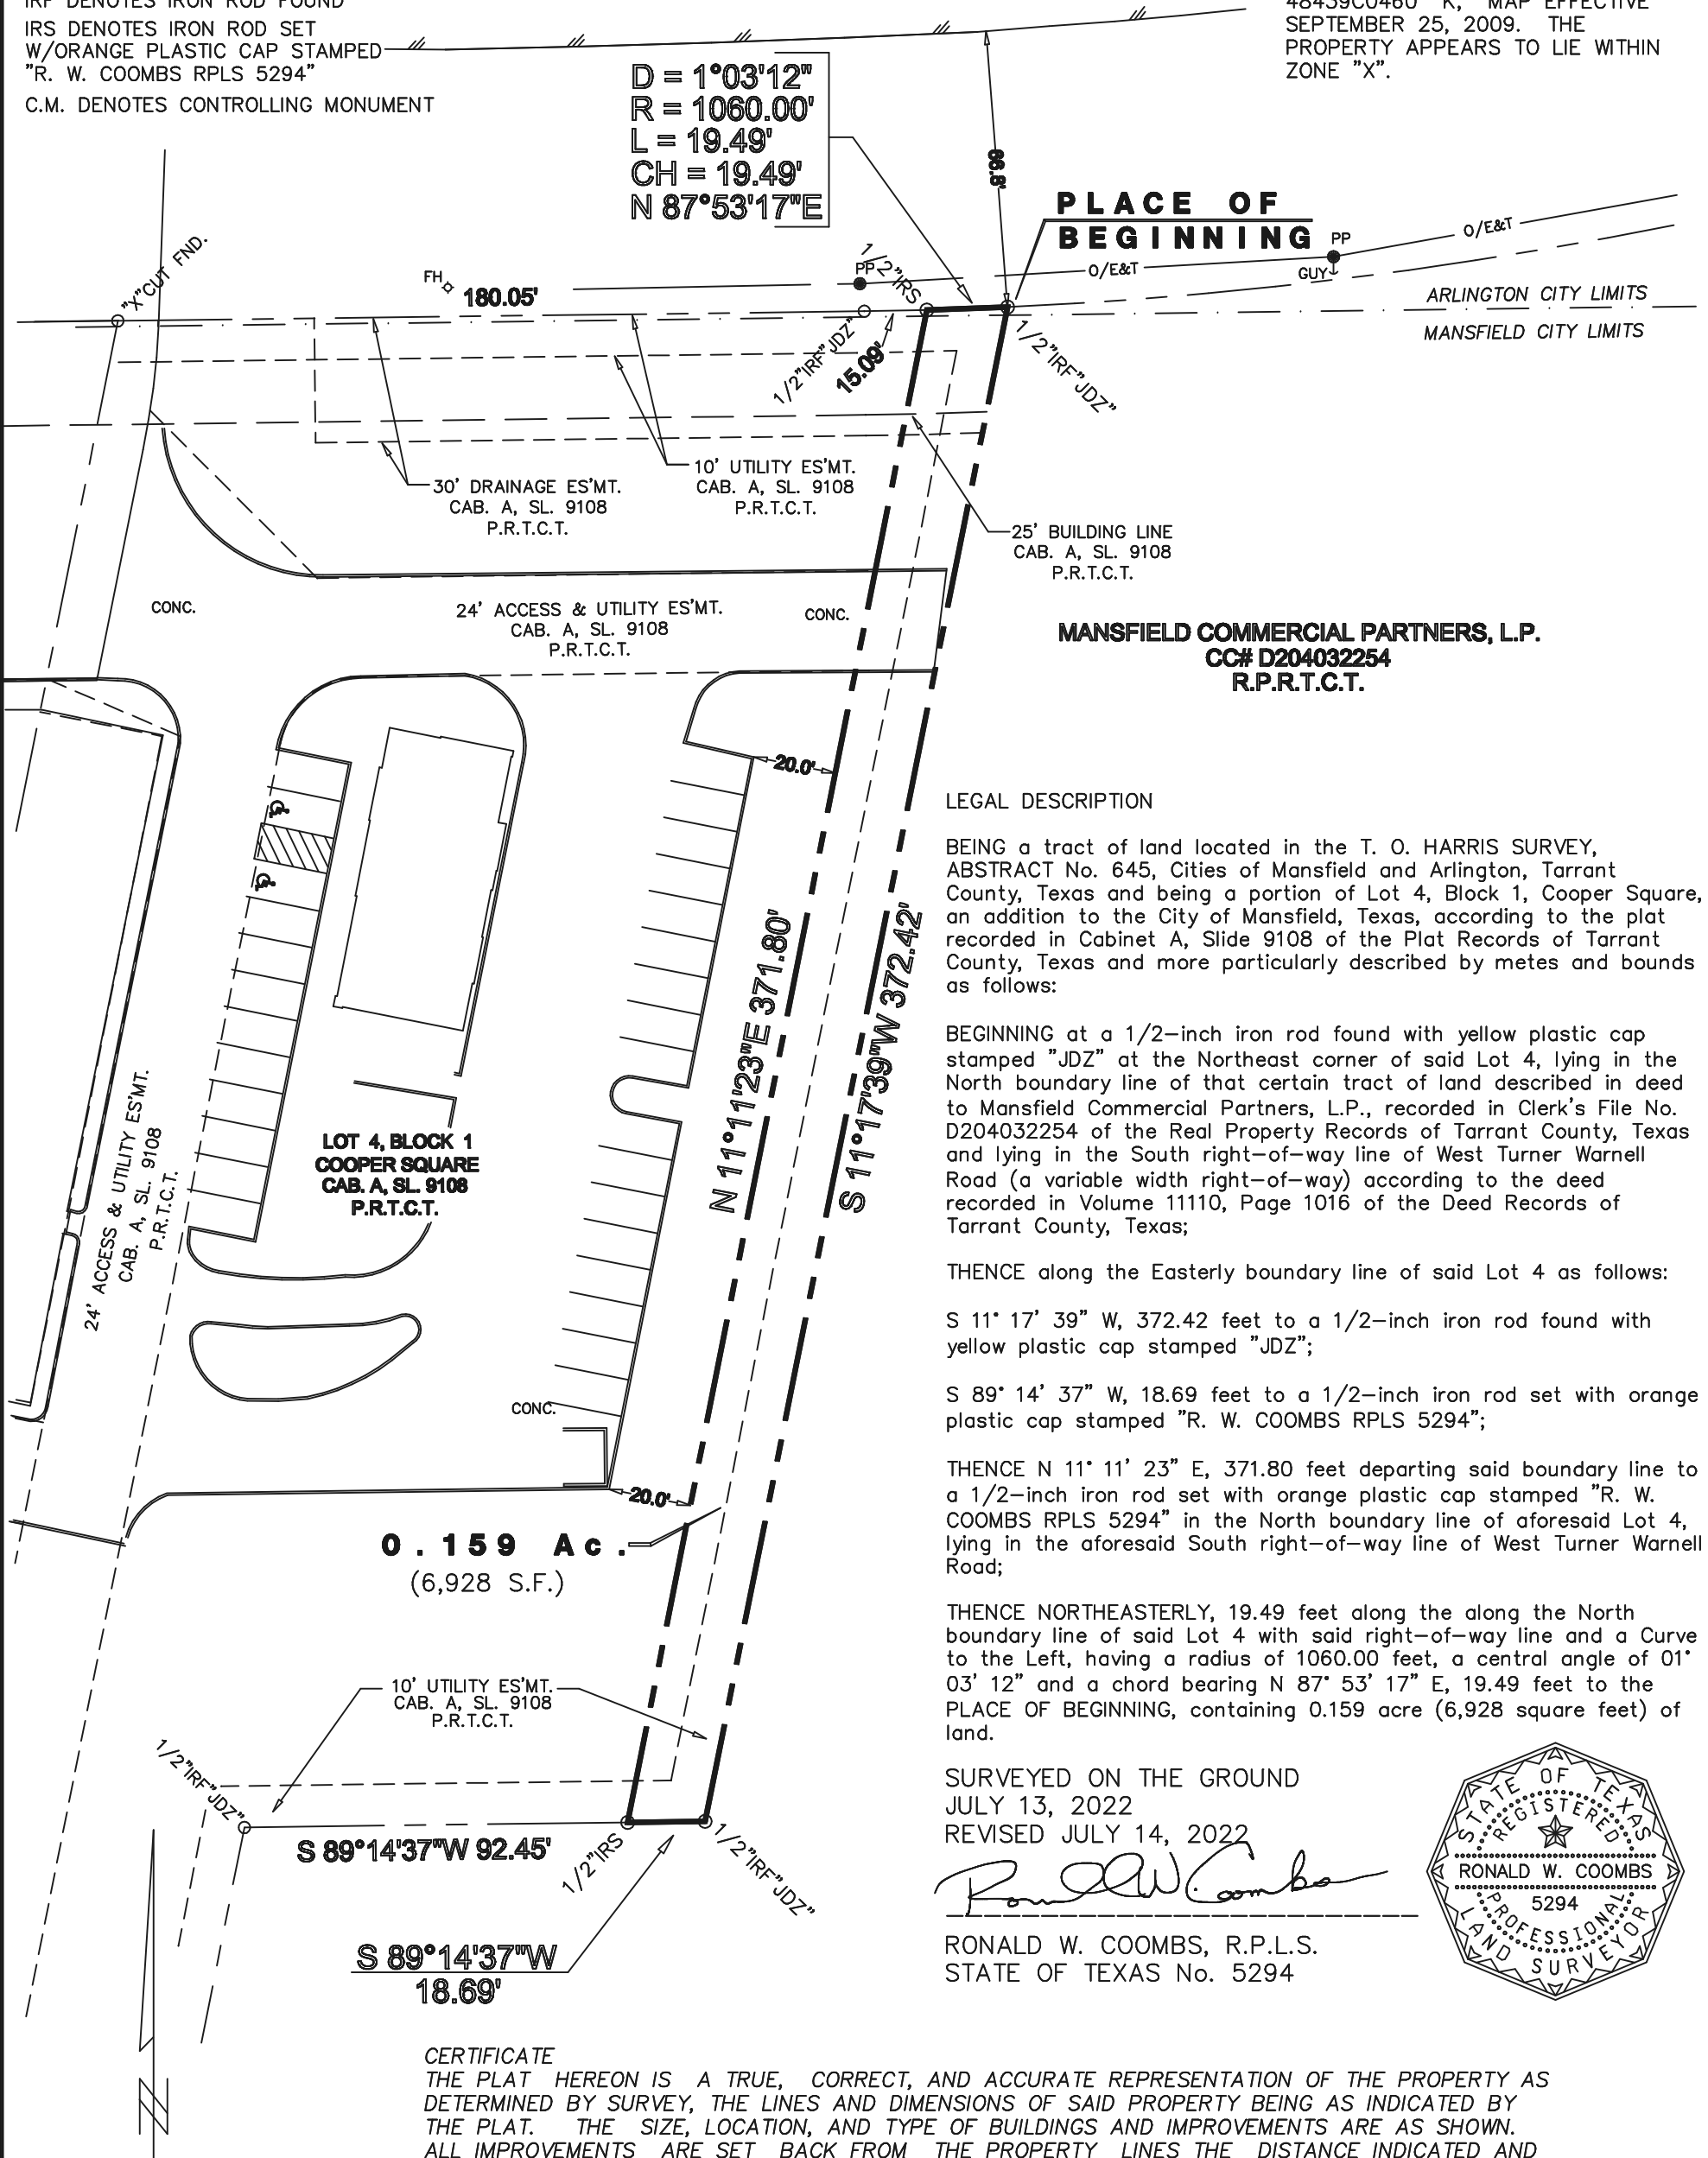 IRF DENOTES IRON ROD FOUND
IRS DENOTES IRON ROD SET
W/ORANGE PLASTIC CAP STAMPED
"R. W. COOMBS RPLS 5294"
C.M. DENOTES CONTROLLING MONUMENT
48439C0460 K, MAP EFFECTIVE
SEPTEMBER 25, 2009. THE
PROPERTY APPEARS TO LIE WITHIN
ZONE "X".
D = 1°03'12"
R = 1060.00'
L = 19.49'
CH = 19.49'
N 87°53'17"E
66.8'
PLACE OF
BEGINNING
PP
O/E&T
O/E&T
GUY
"X"CUT FND.
FH
180.05'
PP
1/2"IRS
1/2"IRF"JDZ"
15.09'
1/2"IRF"JDZ"
ARLINGTON CITY LIMITS
MANSFIELD CITY LIMITS
30' DRAINAGE ES'MT.
CAB. A, SL. 9108
P.R.T.C.T.
10' UTILITY ES'MT.
CAB. A, SL. 9108
P.R.T.C.T.
25' BUILDING LINE
CAB. A, SL. 9108
P.R.T.C.T.
CONC.
24' ACCESS & UTILITY ES'MT.
CAB. A, SL. 9108
P.R.T.C.T.
CONC.
MANSFIELD COMMERCIAL PARTNERS, L.P.
CC# D204032254
R.P.R.T.C.T.
20.0'
N 11°11'23"E 371.80'
S 11°17'39"W 372.42'
24' ACCESS & UTILITY ES'MT.
CAB. A, SL. 9108
P.R.T.C.T.
LOT 4, BLOCK 1
COOPER SQUARE
CAB. A, SL. 9108
P.R.T.C.T.
CONC.
20.0'
0.159 Ac.
(6,928 S.F.)
10' UTILITY ES'MT.
CAB. A, SL. 9108
P.R.T.C.T.
1/2"IRF"JDZ"
S 89°14'37"W 92.45'
1/2"IRS
1/2"IRF"JDZ"
S 89°14'37"W
18.69'
N
LEGAL DESCRIPTION
BEING a tract of land located in the T. O. HARRIS SURVEY,
ABSTRACT No. 645, Cities of Mansfield and Arlington, Tarrant
County, Texas and being a portion of Lot 4, Block 1, Cooper Square,
an addition to the City of Mansfield, Texas, according to the plat
recorded in Cabinet A, Slide 9108 of the Plat Records of Tarrant
County, Texas and more particularly described by metes and bounds
as follows:
BEGINNING at a 1/2-inch iron rod found with yellow plastic cap
stamped "JDZ" at the Northeast corner of said Lot 4, lying in the
North boundary line of that certain tract of land described in deed
to Mansfield Commercial Partners, L.P., recorded in Clerk's File No.
D204032254 of the Real Property Records of Tarrant County, Texas
and lying in the South right-of-way line of West Turner Warnell
Road (a variable width right-of-way) according to the deed
recorded in Volume 11110, Page 1016 of the Deed Records of
Tarrant County, Texas;
THENCE along the Easterly boundary line of said Lot 4 as follows:
S 11° 17' 39" W, 372.42 feet to a 1/2-inch iron rod found with
yellow plastic cap stamped "JDZ";
S 89° 14' 37" W, 18.69 feet to a 1/2-inch iron rod set with orange
plastic cap stamped "R. W. COOMBS RPLS 5294";
THENCE N 11° 11' 23" E, 371.80 feet departing said boundary line to
a 1/2-inch iron rod set with orange plastic cap stamped "R. W.
COOMBS RPLS 5294" in the North boundary line of aforesaid Lot 4,
lying in the aforesaid South right-of-way line of West Turner Warnell
Road;
THENCE NORTHEASTERLY, 19.49 feet along the along the North
boundary line of said Lot 4 with said right-of-way line and a Curve
to the Left, having a radius of 1060.00 feet, a central angle of 01°
03' 12" and a chord bearing N 87° 53' 17" E, 19.49 feet to the
PLACE OF BEGINNING, containing 0.159 acre (6,928 square feet) of
land.
SURVEYED ON THE GROUND
JULY 13, 2022
REVISED JULY 14, 2022
Ronald W. Coombs
RONALD W. COOMBS, R.P.L.S.
STATE OF TEXAS No. 5294
STATE OF TEXAS
REGISTERED
RONALD W. COOMBS
5294
PROFESSIONAL
LAND SURVEYOR
CERTIFICATE
THE PLAT HEREON IS A TRUE, CORRECT, AND ACCURATE REPRESENTATION OF THE PROPERTY AS
DETERMINED BY SURVEY, THE LINES AND DIMENSIONS OF SAID PROPERTY BEING AS INDICATED BY
THE PLAT. THE SIZE, LOCATION, AND TYPE OF BUILDINGS AND IMPROVEMENTS ARE AS SHOWN.
ALL IMPROVEMENTS ARE SET BACK FROM THE PROPERTY LINES THE DISTANCE INDICATED AND